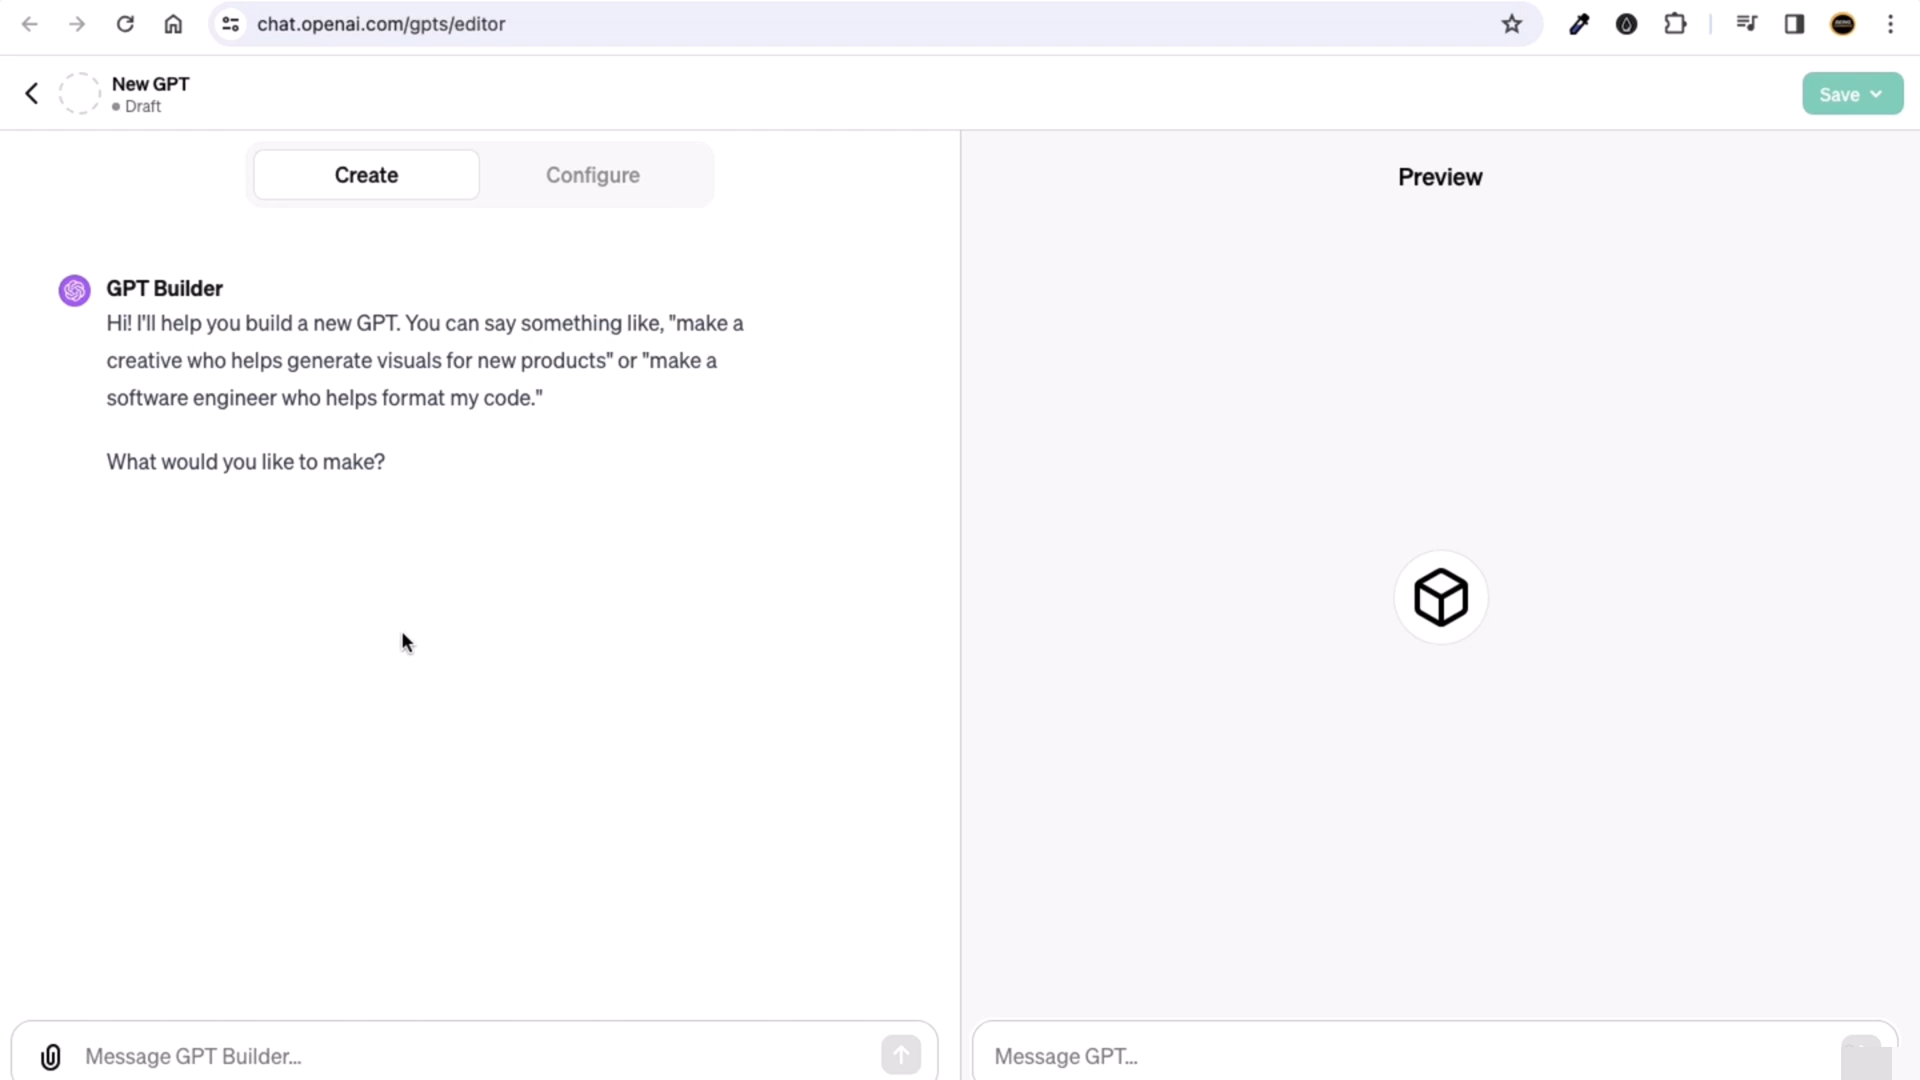 chat.openai.com/gpts/editor
New GPT
Draft
Save
Create
Configure
Preview
GPT Builder
Hi! I'll help you build a new GPT. You can say something like, "make a
creative who helps generate visuals for new products" or "make a
software engineer who helps format my code."
What would you like to make?
Message GPT Builder...
Message GPT...